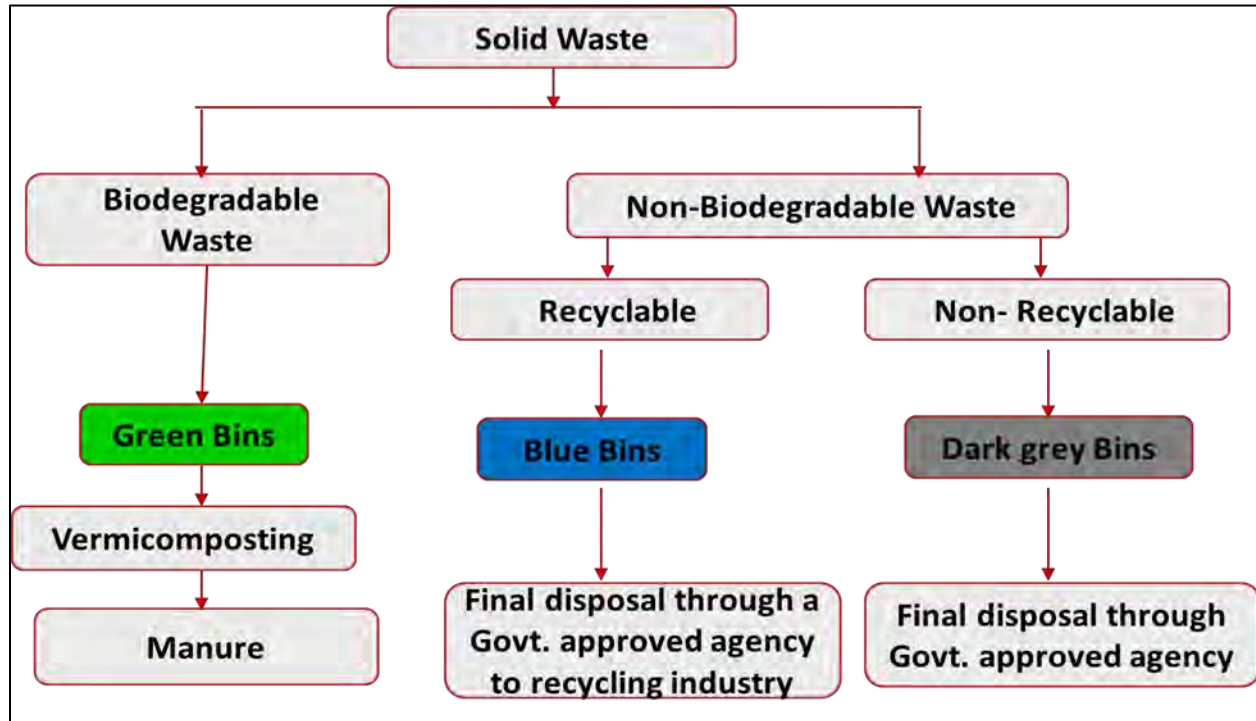 Solid Waste
Biodegradable
Waste
Non-Biodegradable Waste
Recyclable
Non- Recyclable
Green Bins
Blue Bins
Dark grey Bins
Vermicomposting
Manure
Final disposal through a
Govt. approved agency
to recycling industry
Final disposal through
Govt. approved agency